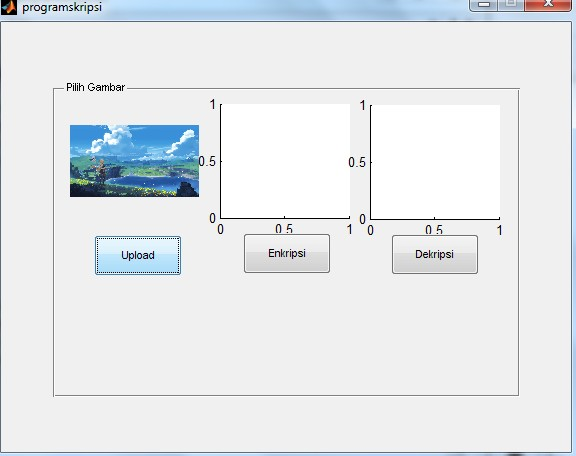 programskripsi
Pilih Gambar
1
0.5
0
0 0.5 1
1
0.5
0
0 0.5 1
Upload
Enkripsi
Dekripsi